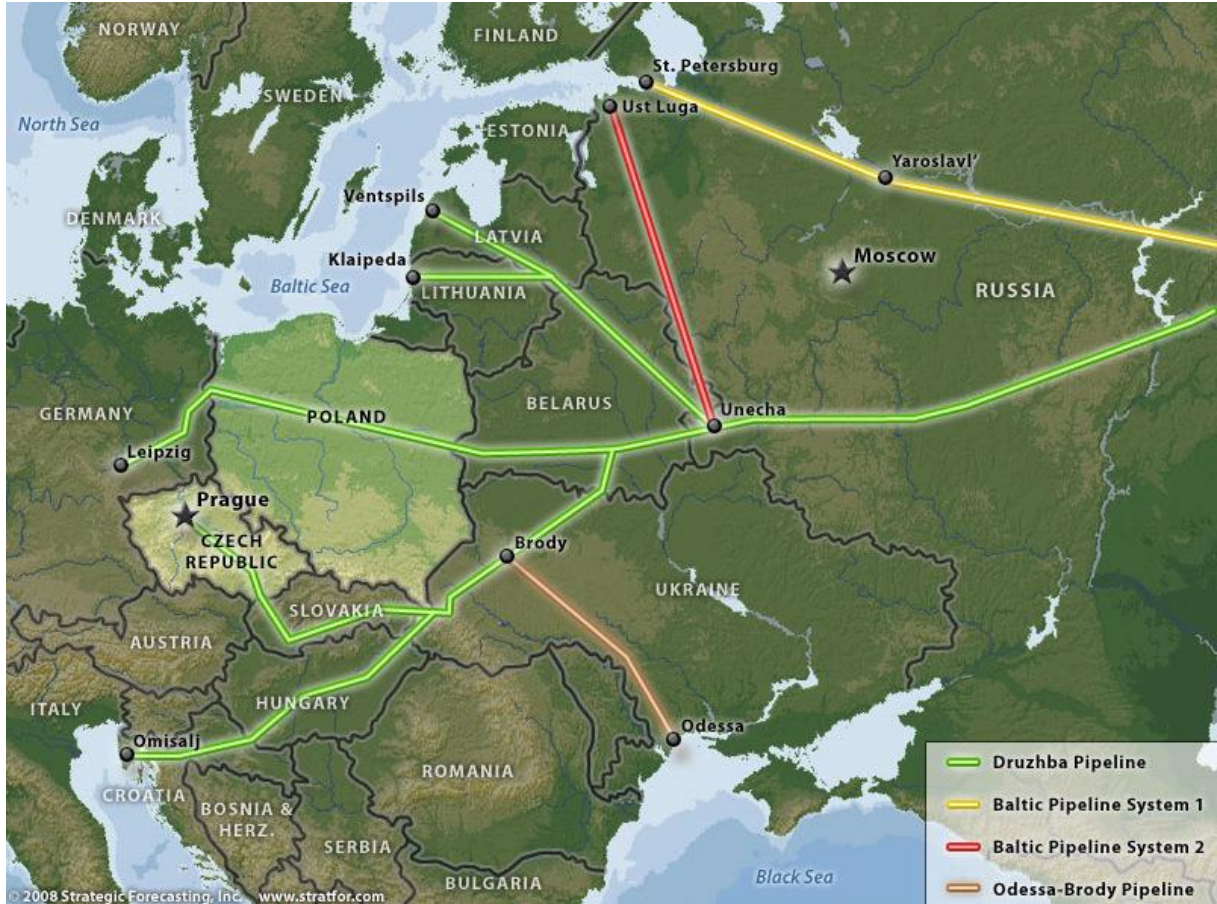 NORWAY
FINLAND
St. Petersburg
SWEDEN
Ust Luga
North Sea
ESTONIA
Yaroslavl'
Ventspils
DENMARK
LATVIA
Klaipeda
Moscow
Baltic Sea
LITHUANIA
RUSSIA
GERMANY
POLAND
BELARUS
Unecha
Leipzig
Prague
CZECH
REPUBLIC
Brody
SLOVAKIA
UKRAINE
AUSTRIA
HUNGARY
ITALY
Omisalj
Odessa
CROATIA
ROMANIA
BOSNIA &
HERZ.
SERBIA
BULGARIA
Black Sea
Druzhba Pipeline
Baltic Pipeline System 1
Baltic Pipeline System 2
Odessa-Brody Pipeline
© 2008 Strategic Forecasting, Inc. www.stratfor.com